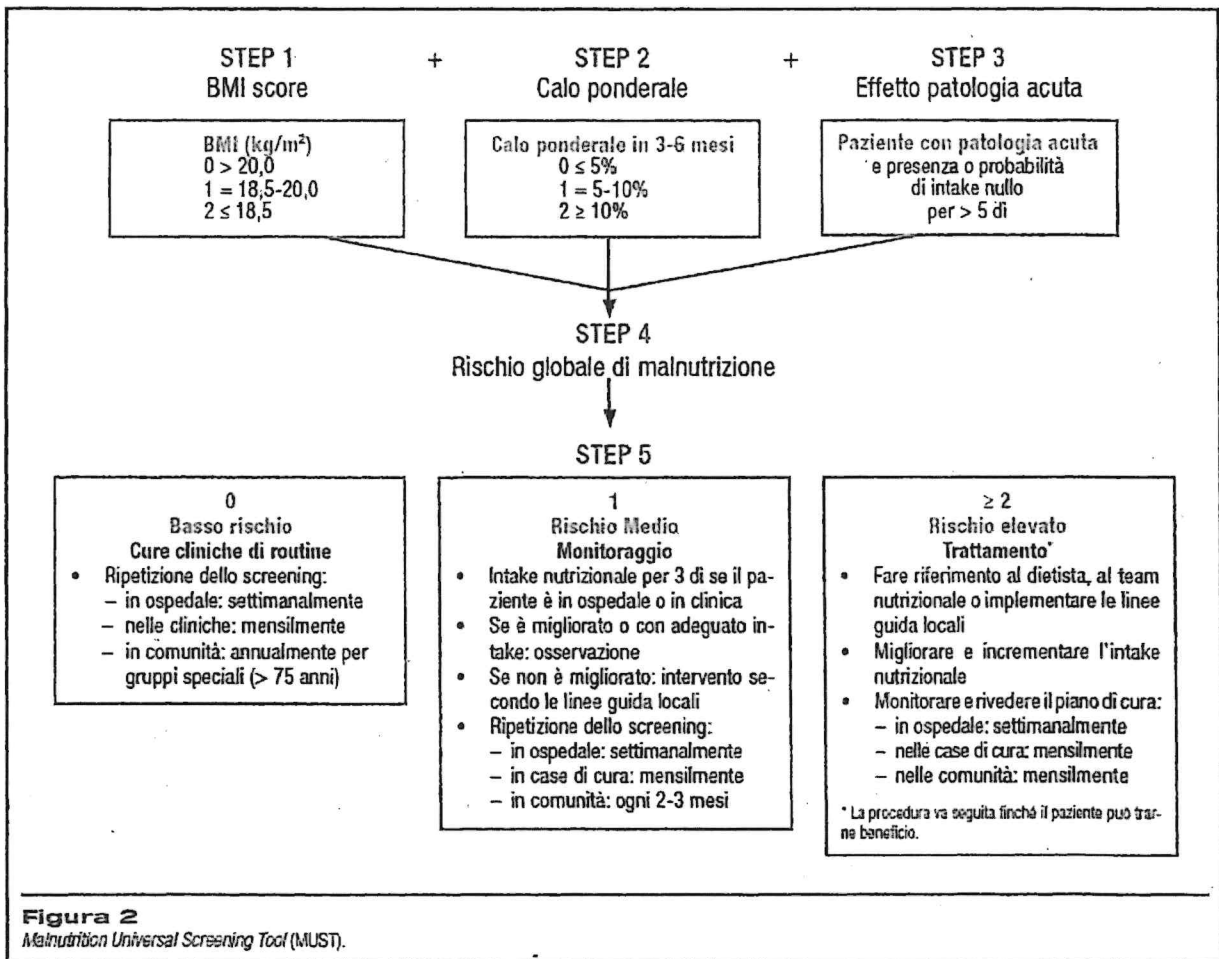 STEP 1 + STEP 2 + STEP 3
BMI score Calo ponderale Effetto patologia acuta
BMI (kg/m²)
0 > 20,0
1 = 18,5-20,0
2 ≤ 18,5
Calo ponderale in 3-6 mesi
0 ≤ 5%
1 = 5-10%
2 ≥ 10%
Paziente con patologia acuta
e presenza o probabilità
di intake nullo
per > 5 dì
STEP 4
Rischio globale di malnutrizione
STEP 5
0
Basso rischio
Cure cliniche di routine
• Ripetizione dello screening:
– in ospedale: settimanalmente
– nelle cliniche: mensilmente
– in comunità: annualmente per
gruppi speciali (> 75 anni)
1
Rischio Medio
Monitoraggio
• Intake nutrizionale per 3 dì se il pa-
ziente è in ospedale o in clinica
• Se è migliorato o con adeguato in-
take: osservazione
• Se non è migliorato: intervento se-
condo le linee guida locali
• Ripetizione dello screening:
– in ospedale: settimanalmente
– in case di cura: mensilmente
– in comunità: ogni 2-3 mesi
≥ 2
Rischio elevato
Trattamento*
• Fare riferimento al dietista, al team
nutrizionale o implementare le linee
guida locali
• Migliorare e incrementare l'intake
nutrizionale
• Monitorare e rivedere il piano di cura:
– in ospedale: settimanalmente
– nelle case di cura: mensilmente
– nelle comunità: mensilmente
* La procedura va seguita finché il paziente può trar-
ne beneficio.
Figura 2
Malnutrition Universal Screening Tool (MUST).